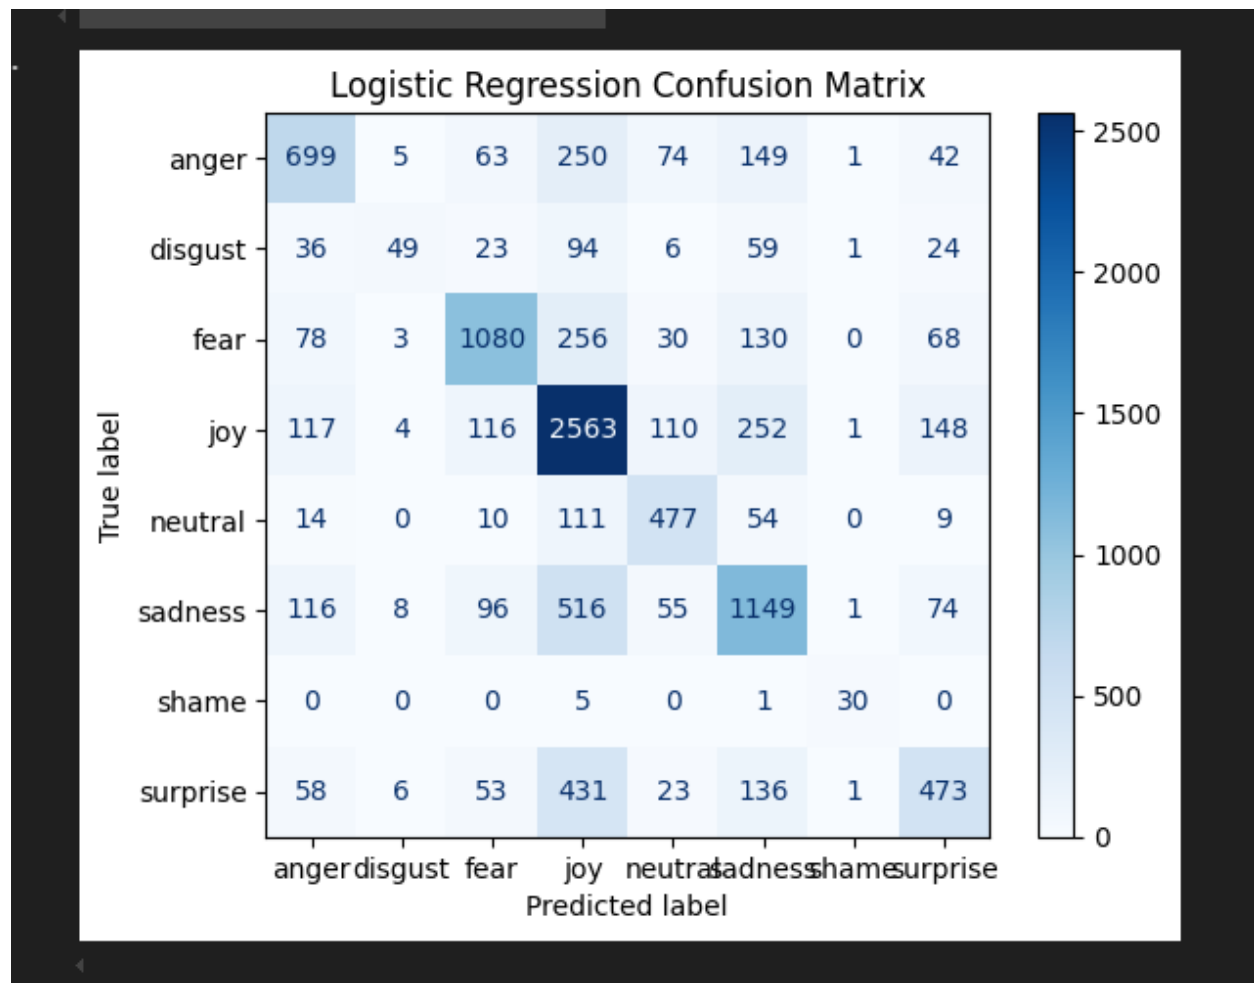 Logistic Regression Confusion Matrix
anger 699 5 63 250 74 149 1 42
disgust 36 49 23 94 6 59 1 24
fear 78 3 1080 256 30 130 0 68
joy 117 4 116 2563 110 252 1 148
neutral 14 0 10 111 477 54 0 9
sadness 116 8 96 516 55 1149 1 74
shame 0 0 0 5 0 1 30 0
surprise 58 6 53 431 23 136 1 473
anger disgust fear joy neutral sadness shame surprise
Predicted label
True label
2500
2000
1500
1000
500
0